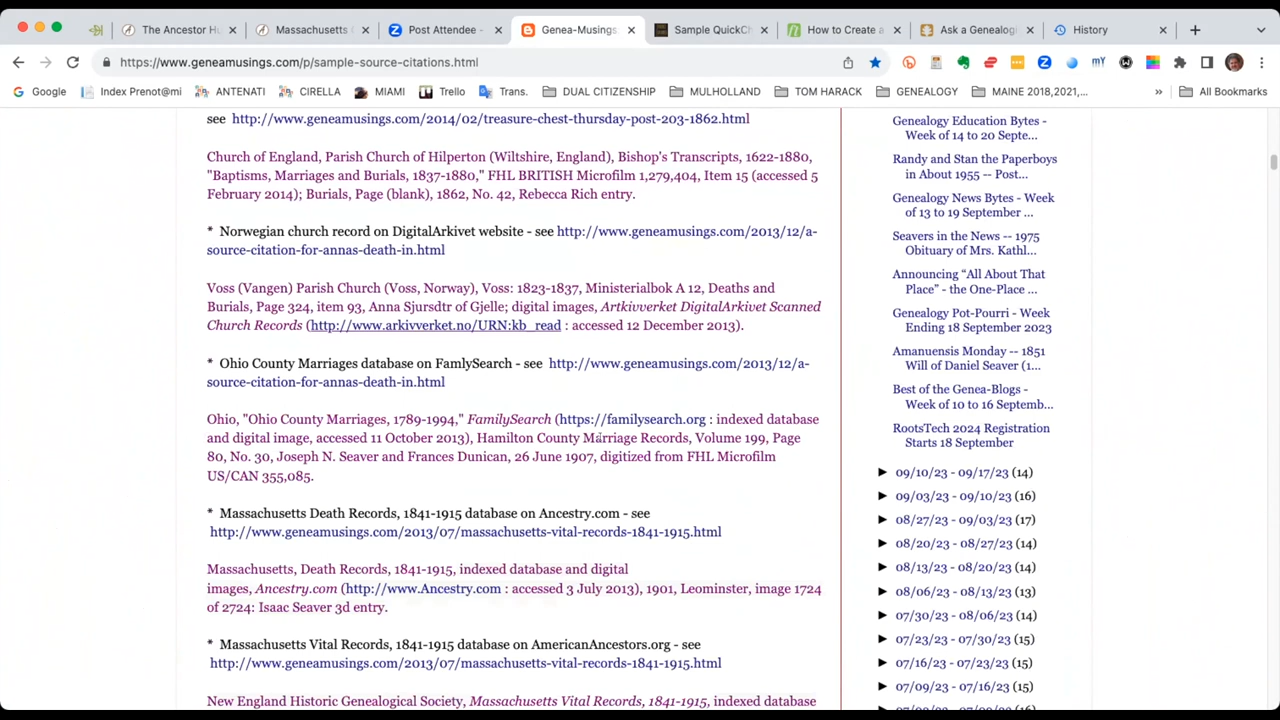 The Ancestor Hu
Massachusetts
Post Attendee -
Genea-Musings
Sample QuickCh
How to Create a
Ask a Genealogi
History
https://www.geneamusings.com/p/sample-source-citations.html
Google
Index Prenot@mi
ANTENATI
CIRELLA
MIAMI
Trello
Trans.
DUAL CITIZENSHIP
MULHOLLAND
TOM HARACK
GENEALOGY
MAINE 2018,2021,...
»
All Bookmarks
see http://www.geneamusings.com/2014/02/treasure-chest-thursday-post-203-1862.html
Church of England, Parish Church of Hilperton (Wiltshire, England), Bishop's Transcripts, 1622-1880,
"Baptisms, Marriages and Burials, 1837-1880," FHL BRITISH Microfilm 1,279,404, Item 15 (accessed 5
February 2014); Burials, Page (blank), 1862, No. 42, Rebecca Rich entry.
* Norwegian church record on DigitalArkivet website - see http://www.geneamusings.com/2013/12/a-
source-citation-for-annas-death-in.html
Voss (Vangen) Parish Church (Voss, Norway), Voss: 1823-1837, Ministerialbok A 12, Deaths and
Burials, Page 324, item 93, Anna Sjursdtr of Gjelle; digital images, Artkivverket DigitalArkivet Scanned
Church Records (http://www.arkivverket.no/URN:kb_read : accessed 12 December 2013).
* Ohio County Marriages database on FamlySearch - see http://www.geneamusings.com/2013/12/a-
source-citation-for-annas-death-in.html
Ohio, "Ohio County Marriages, 1789-1994," FamilySearch (https://familysearch.org : indexed database
and digital image, accessed 11 October 2013), Hamilton County Marriage Records, Volume 199, Page
80, No. 30, Joseph N. Seaver and Frances Dunican, 26 June 1907, digitized from FHL Microfilm
US/CAN 355,085.
* Massachusetts Death Records, 1841-1915 database on Ancestry.com - see
http://www.geneamusings.com/2013/07/massachusetts-vital-records-1841-1915.html
Massachusetts, Death Records, 1841-1915, indexed database and digital
images, Ancestry.com (http://www.Ancestry.com : accessed 3 July 2013), 1901, Leominster, image 1724
of 2724: Isaac Seaver 3d entry.
* Massachusetts Vital Records, 1841-1915 database on AmericanAncestors.org - see
http://www.geneamusings.com/2013/07/massachusetts-vital-records-1841-1915.html
New England Historic Genealogical Society, Massachusetts Vital Records, 1841-1915, indexed database
Genealogy Education Bytes -
Week of 14 to 20 Septe...
Randy and Stan the Paperboys
in About 1955 -- Post...
Genealogy News Bytes - Week
of 13 to 19 September ...
Seavers in the News -- 1975
Obituary of Mrs. Kathl...
Announcing "All About That
Place" - the One-Place ...
Genealogy Pot-Pourri - Week
Ending 18 September 2023
Amanuensis Monday -- 1851
Will of Daniel Seaver (1...
Best of the Genea-Blogs -
Week of 10 to 16 Septemb...
RootsTech 2024 Registration
Starts 18 September
► 09/10/23 - 09/17/23 (14)
► 09/03/23 - 09/10/23 (16)
► 08/27/23 - 09/03/23 (17)
► 08/20/23 - 08/27/23 (14)
► 08/13/23 - 08/20/23 (14)
► 08/06/23 - 08/13/23 (13)
► 07/30/23 - 08/06/23 (14)
► 07/23/23 - 07/30/23 (15)
► 07/16/23 - 07/23/23 (15)
► 07/09/23 - 07/16/23 (15)